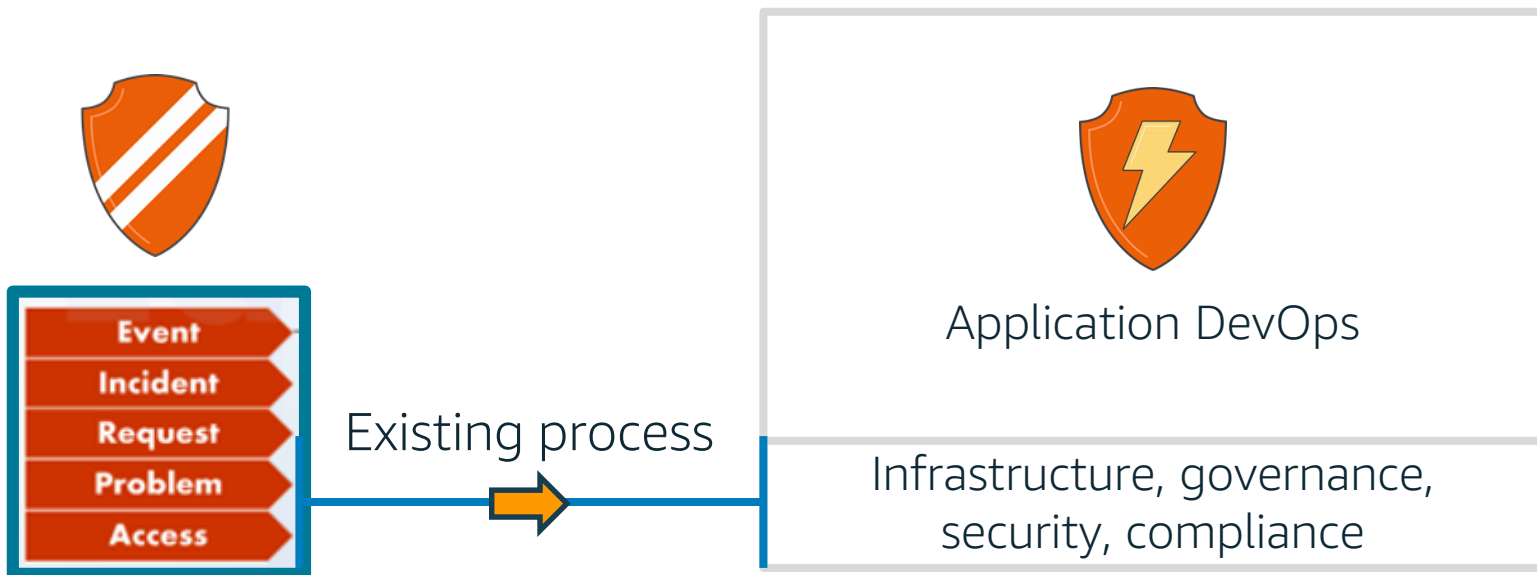 Event
Incident
Request
Problem
Access
Existing process
Application DevOps
Infrastructure, governance,
security, compliance